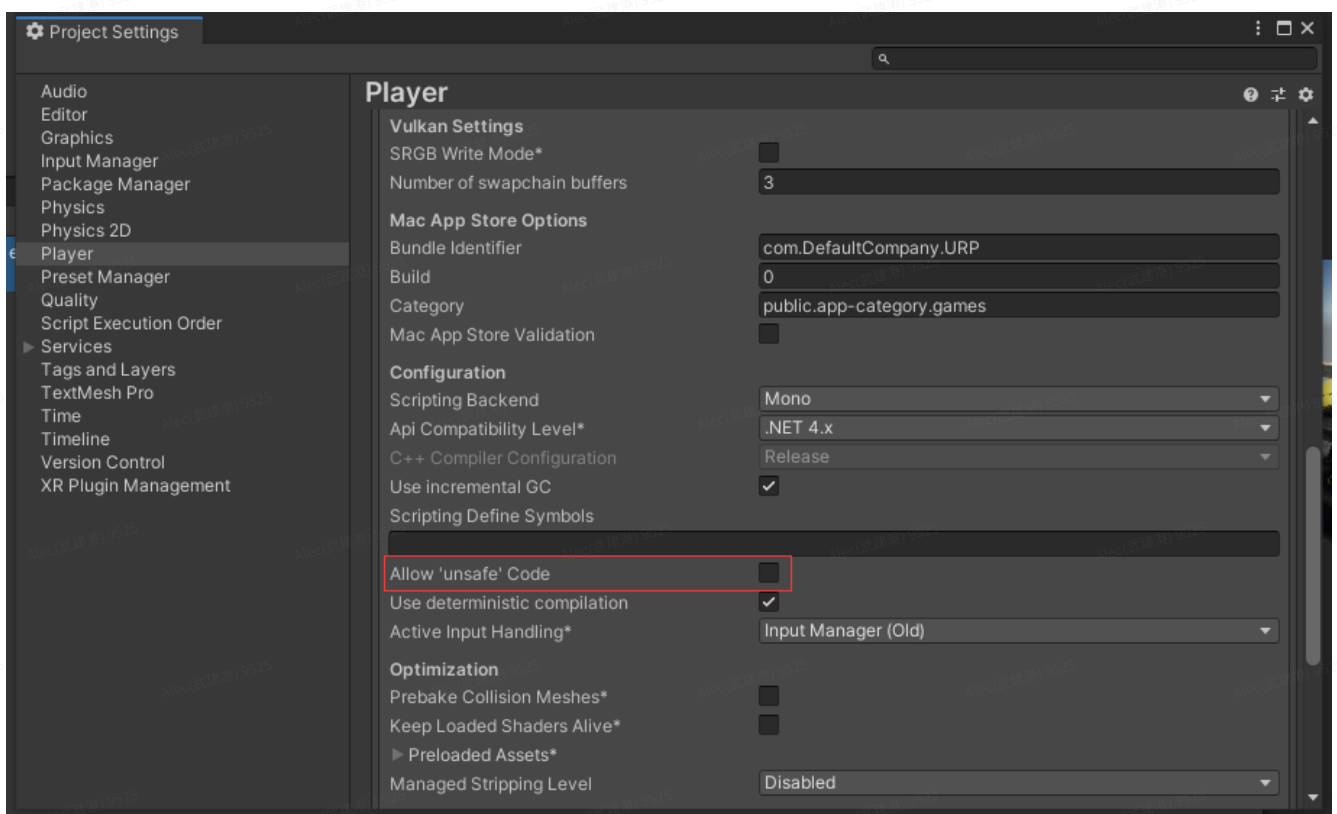 Project Settings
Audio
Editor
Graphics
Input Manager
Package Manager
Physics
Physics 2D
Player
Preset Manager
Quality
Script Execution Order
Services
Tags and Layers
TextMesh Pro
Time
Timeline
Version Control
XR Plugin Management
Player
Vulkan Settings
SRGB Write Mode*
Number of swapchain buffers 3
Mac App Store Options
Bundle Identifier com.DefaultCompany.URP
Build 0
Category public.app-category.games
Mac App Store Validation
Configuration
Scripting Backend Mono
Api Compatibility Level* .NET 4.x
C++ Compiler Configuration Release
Use incremental GC
Scripting Define Symbols
Allow 'unsafe' Code
Use deterministic compilation
Active Input Handling* Input Manager (Old)
Optimization
Prebake Collision Meshes*
Keep Loaded Shaders Alive*
Preloaded Assets*
Managed Stripping Level Disabled